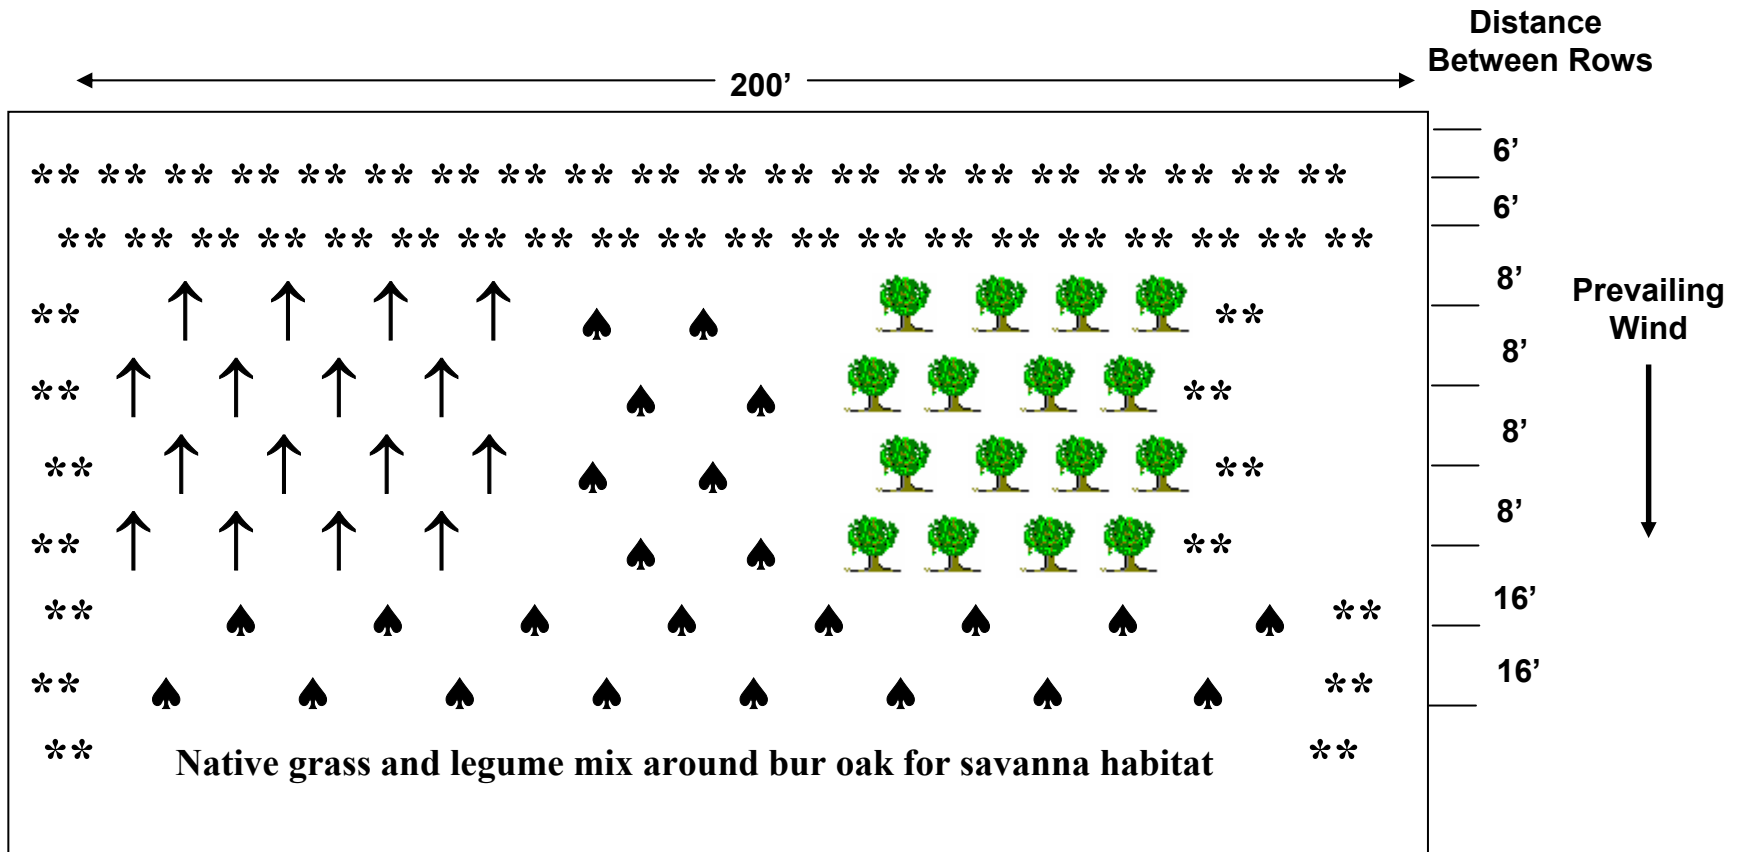 Distance
Between Rows
200’
6’
6’
8’
Prevailing
Wind
8’
8’
8’
16’
16’
Native grass and legume mix around bur oak for savanna habitat